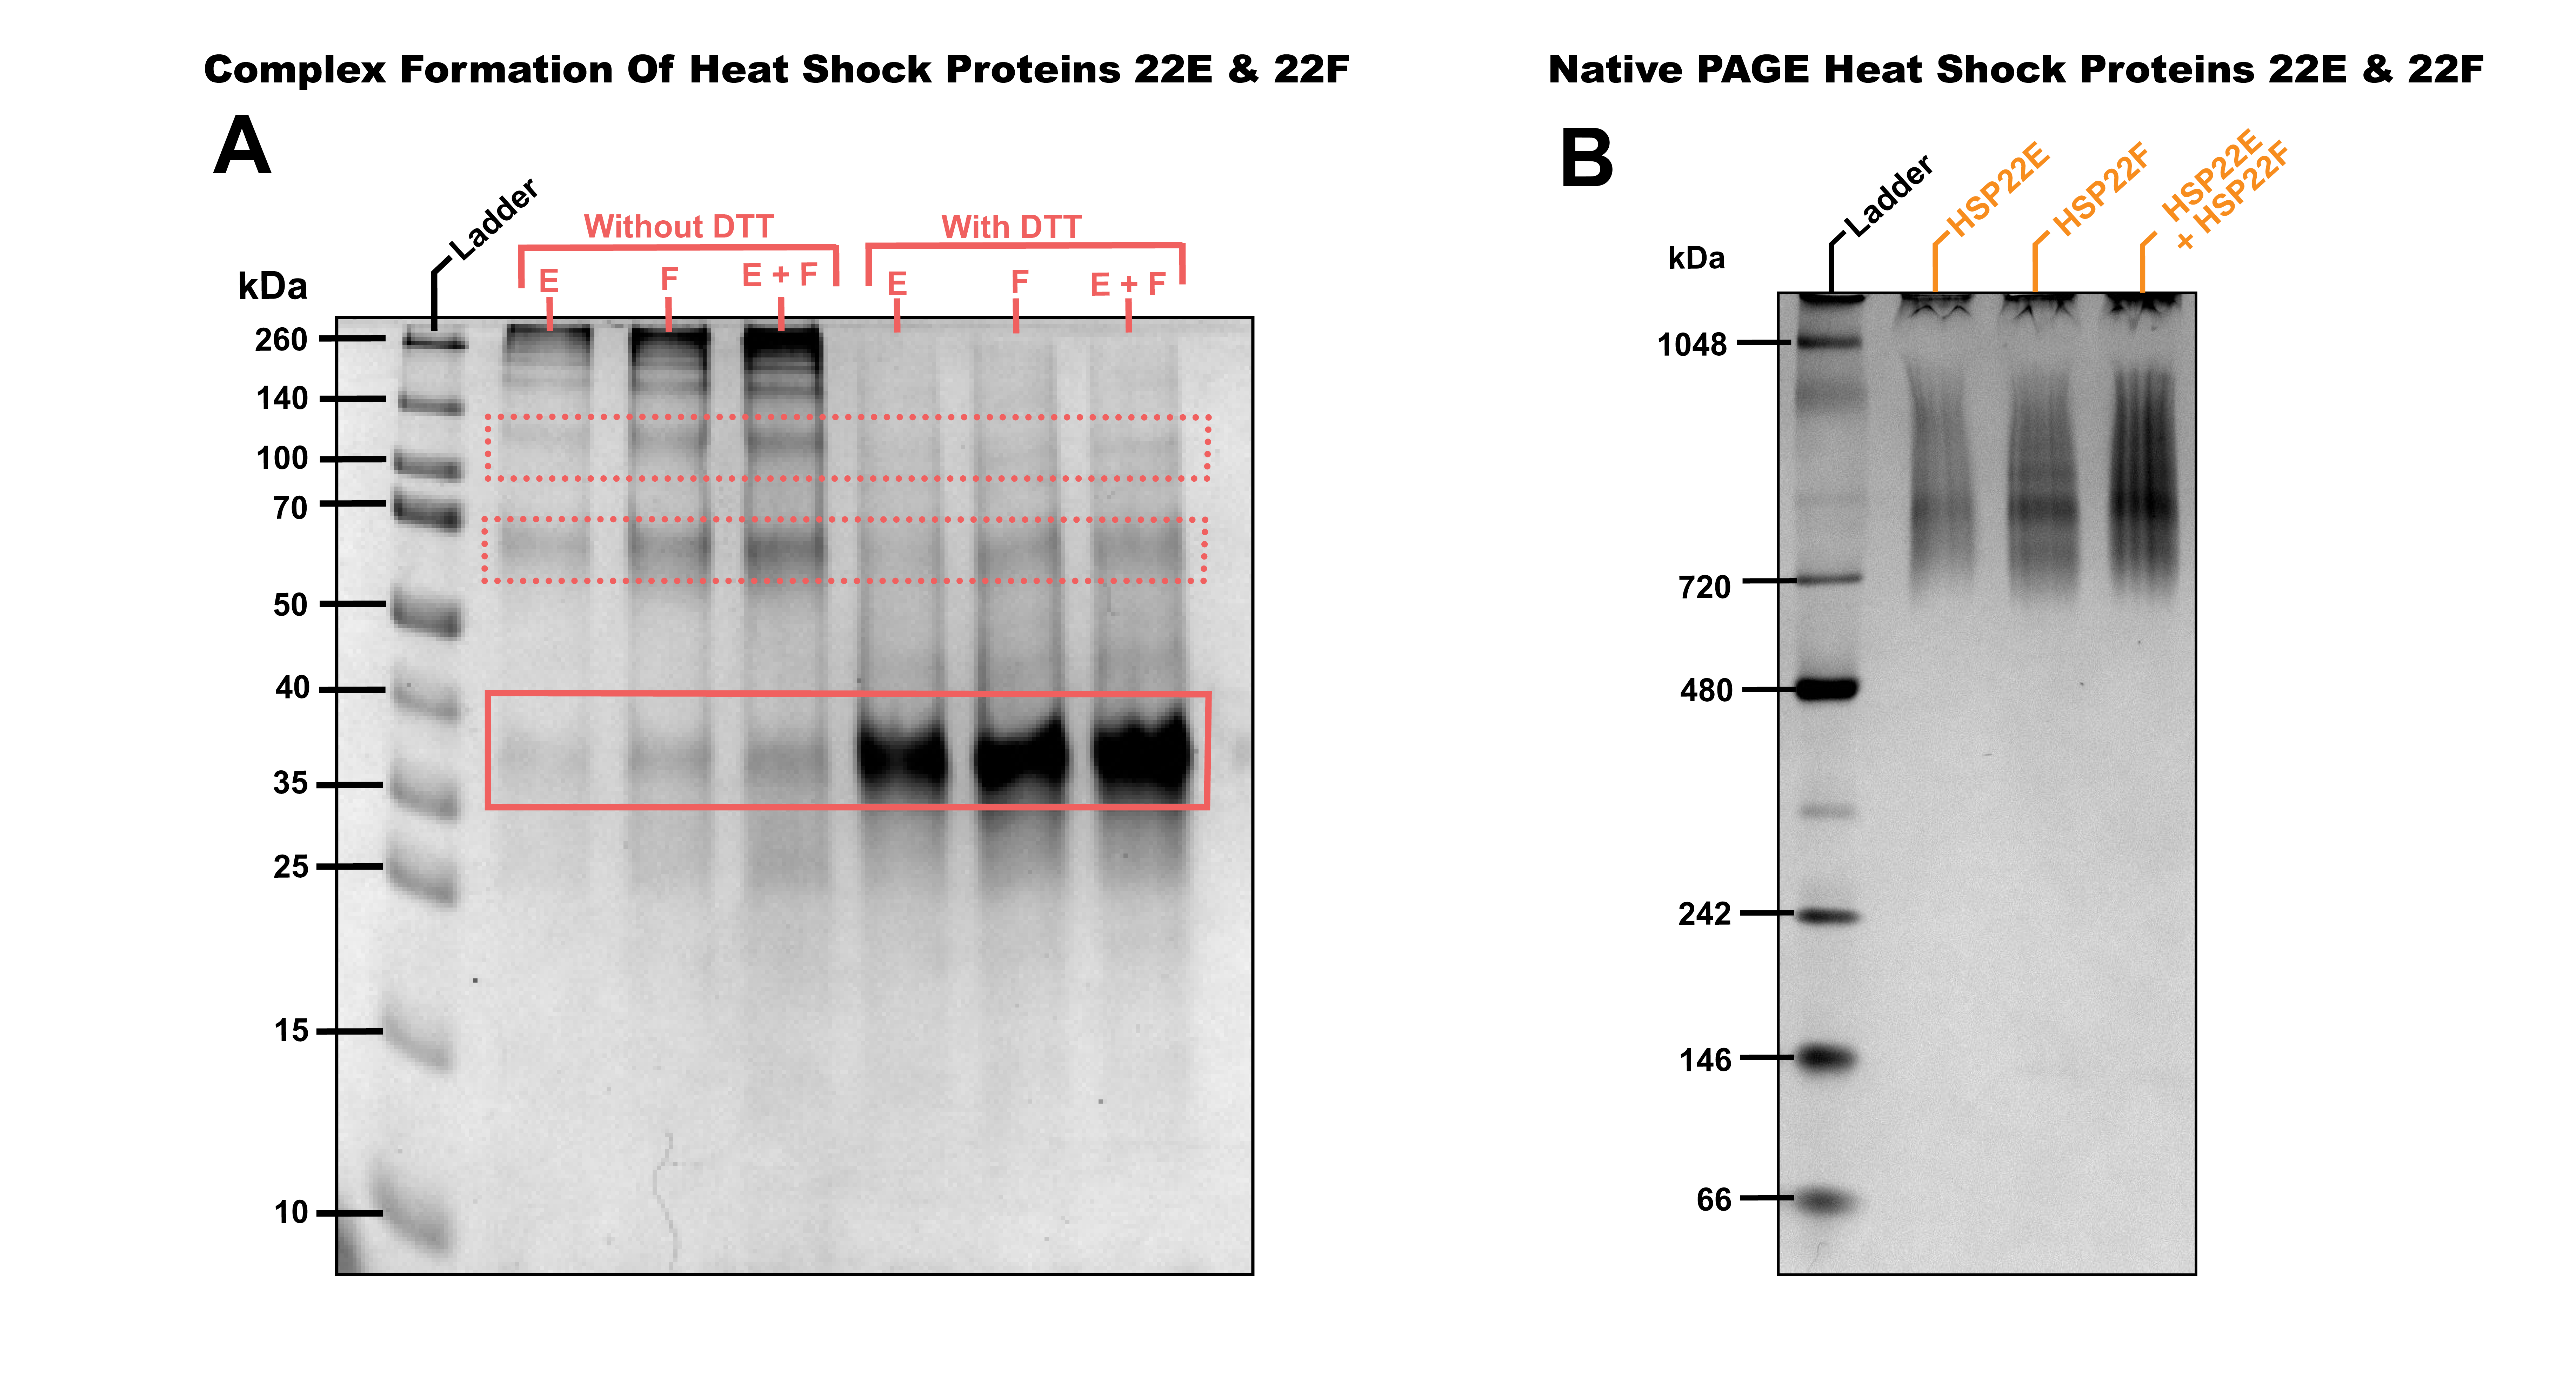 Complex Formation Of Heat Shock Proteins 22E & 22F
A
Ladder
Without DTT
With DTT
kDa
E
F
E + F
E
F
E + F
260
140
100
70
50
40
35
25
15
10
Native PAGE Heat Shock Proteins 22E & 22F
B
Ladder
HSP22E
HSP22F
HSP22E
+ HSP22F
kDa
1048
720
480
242
146
66